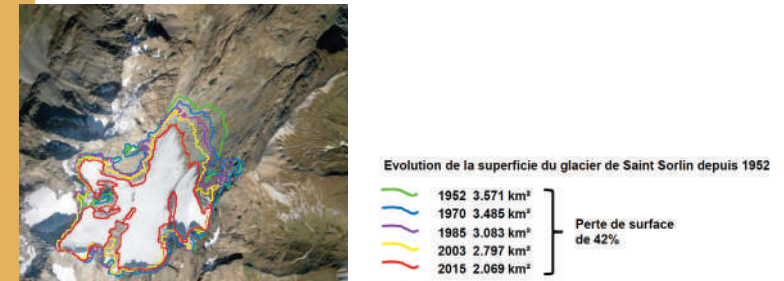 Evolution de la superficie du glacier de Saint Sorlin depuis 1952
1952 3.571 km²
1970 3.485 km²
1985 3.083 km²
2003 2.797 km²
2015 2.069 km²
Perte de surface
de 42%